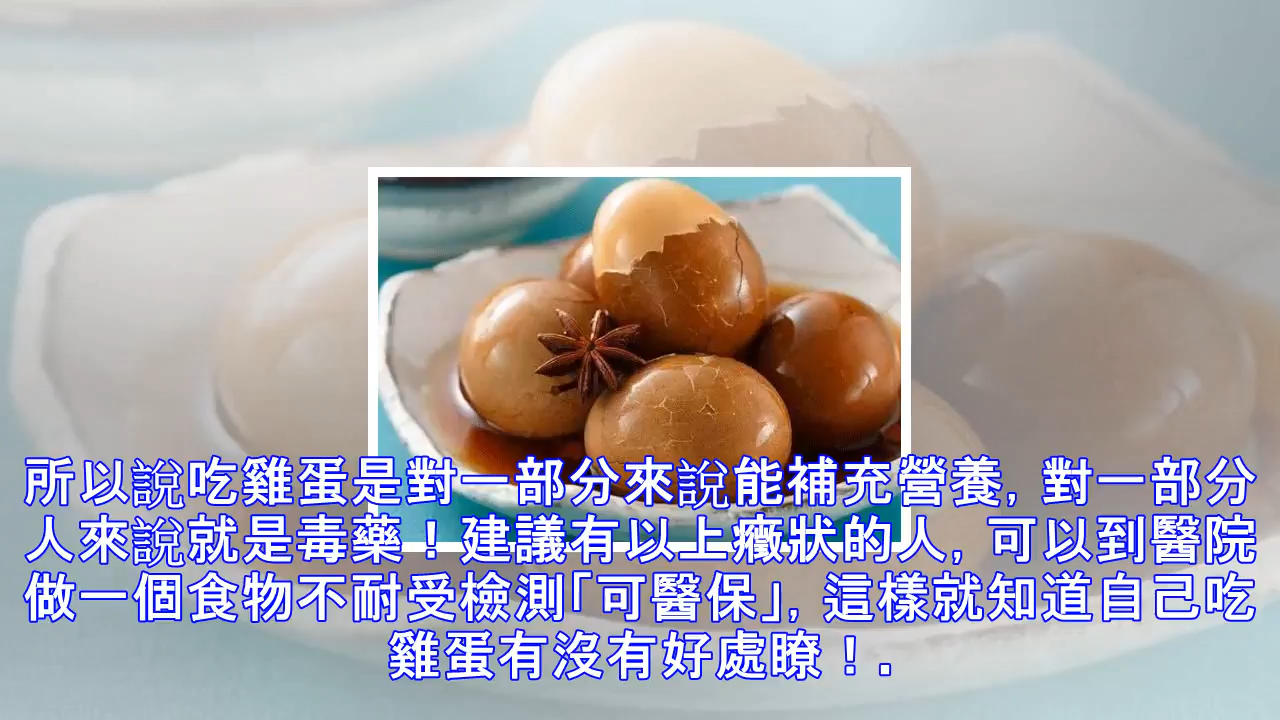 所以說吃雞蛋是對一部分來說能補充營養, 對一部分
人來說就是毒藥！建議有以上癥狀的人, 可以到醫院
做一個食物不耐受檢測「可醫保」, 這樣就知道自己吃
雞蛋有沒有好處瞭！.